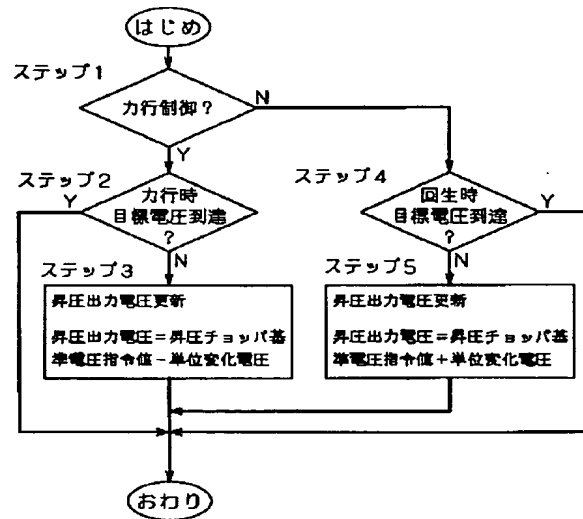 はじめ
ステップ1
力行制御?
N
Y
ステップ2
Y
力行時
目標電圧到達
?
N
ステップ3
昇圧出力電圧更新
昇圧出力電圧=昇圧チョッパ基
準電圧指令値-単位変化電圧
ステップ4
回生時
目標電圧到達
?
Y
N
ステップ5
昇圧出力電圧更新
昇圧出力電圧=昇圧チョッパ基
準電圧指令値+単位変化電圧
おわり